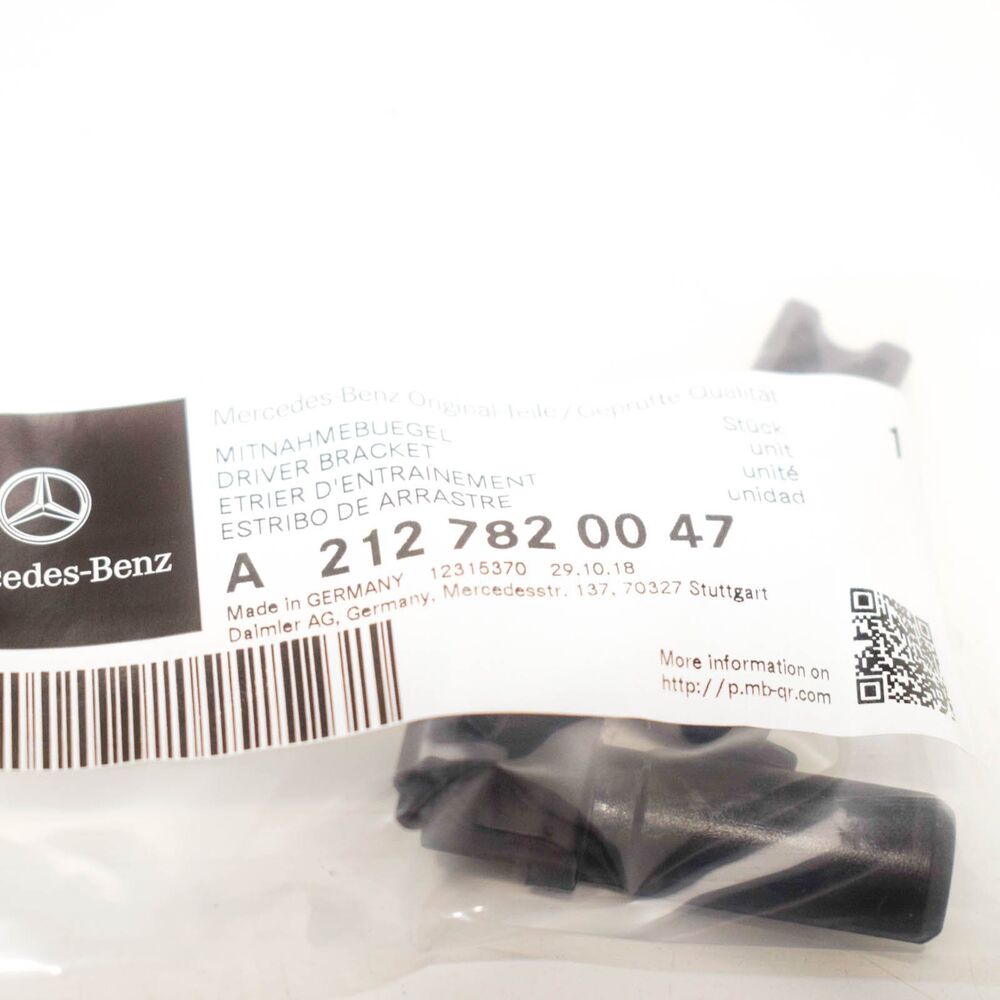 Mercedes-Benz Original-Teile / Geprüfte Qualität
MITNAHMEBUEGEL Stück 1
DRIVER BRACKET unit
ETRIER D'ENTRAINEMENT unité
ESTRIBO DE ARRASTRE unidad
A 212 782 00 47
Made in GERMANY 12315370 29.10.18
Daimler AG, Germany, Mercedesstr. 137, 70327 Stuttgart
edes-Benz
More information on
http://p.mb-qr.com